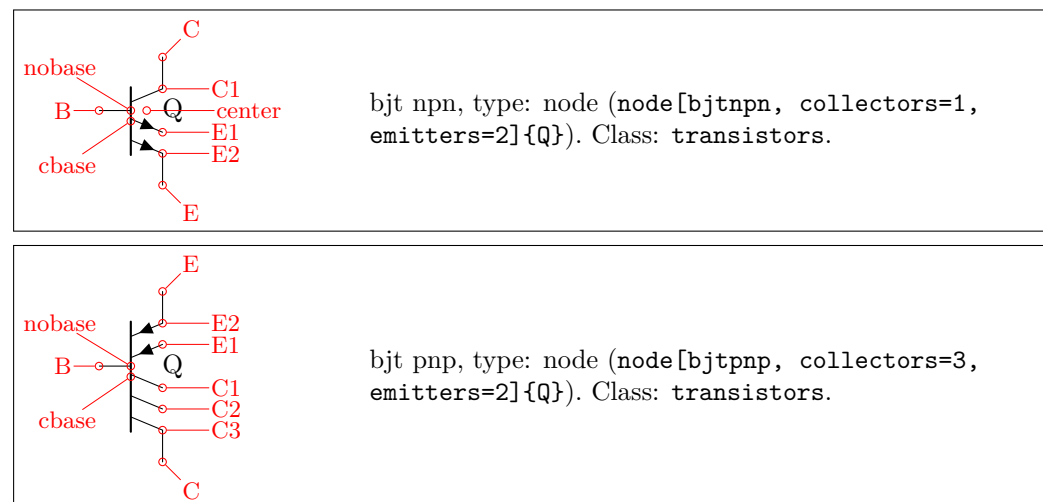 C
nobase
C1
B
Q
center
E1
E2
cbase
E
bjt npn, type: node (node[bjtnpn, collectors=1,
emitters=2]{Q}). Class: transistors.
E
nobase
E2
E1
B
Q
C1
C2
cbase
C3
C
bjt pnp, type: node (node[bjtpnp, collectors=3,
emitters=2]{Q}). Class: transistors.